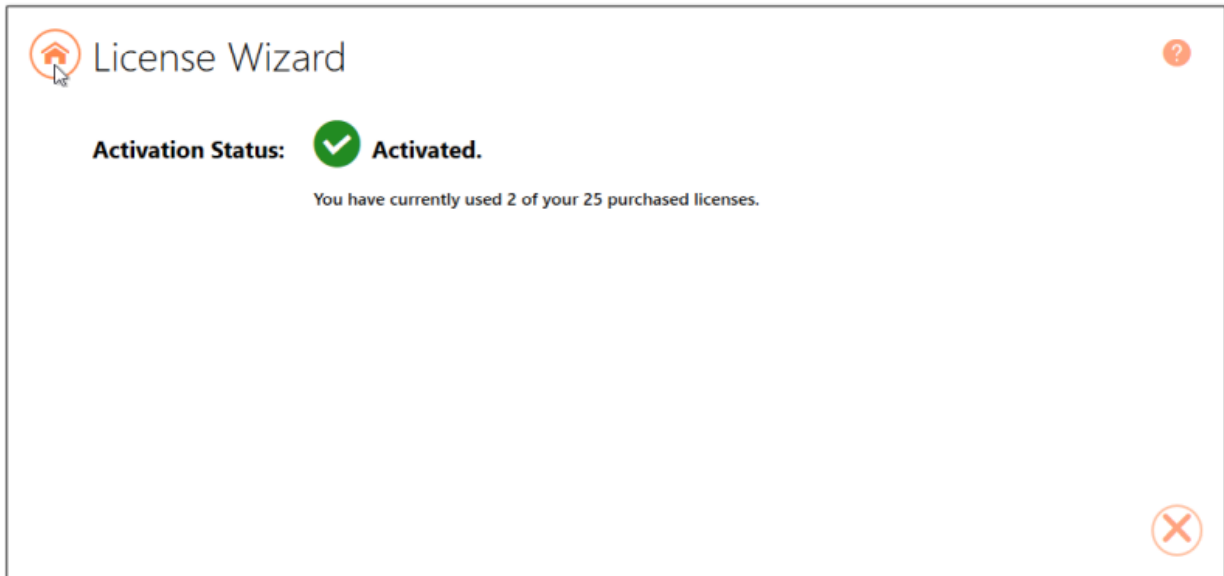 License Wizard
?
Activation Status:
Activated.
You have currently used 2 of your 25 purchased licenses.